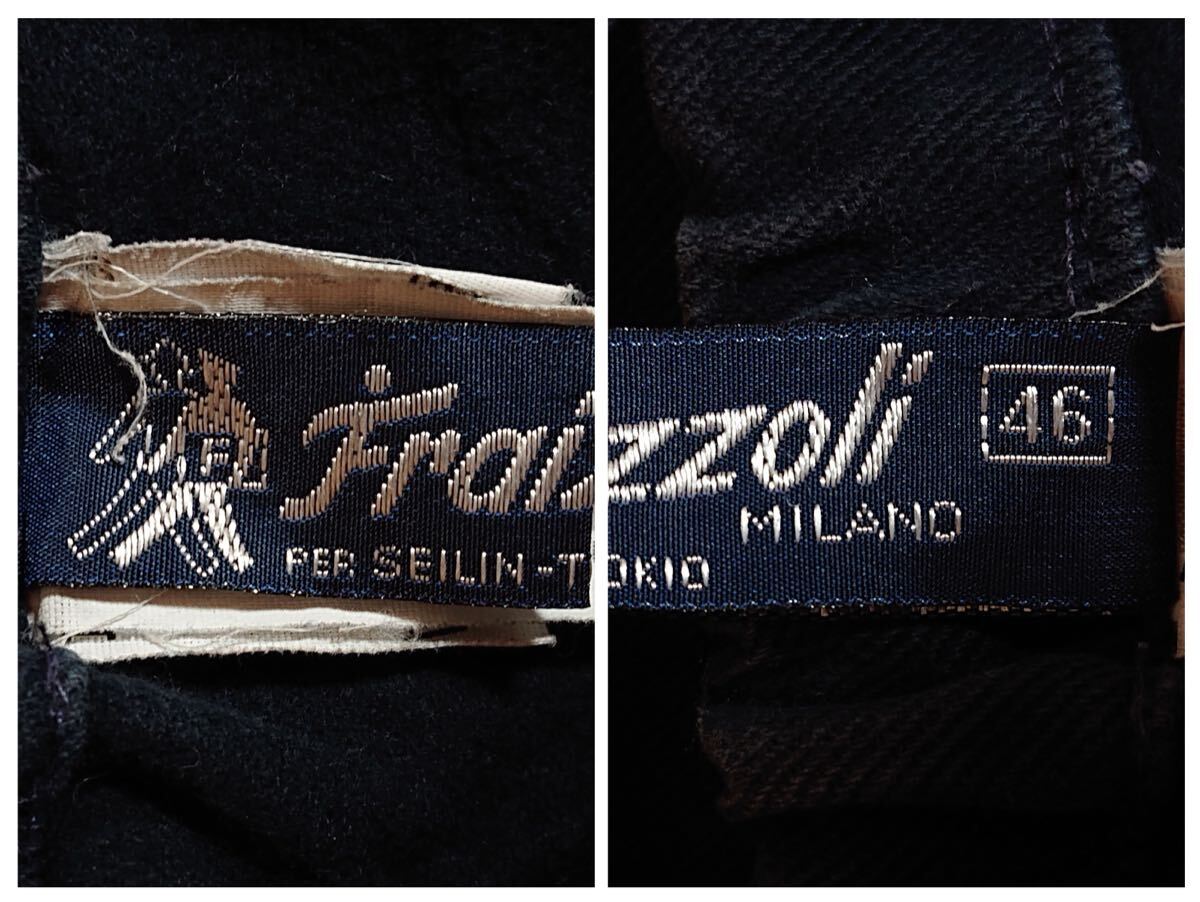 Fraizzoli 46
MILANO
PER SEILIN-TOKIO